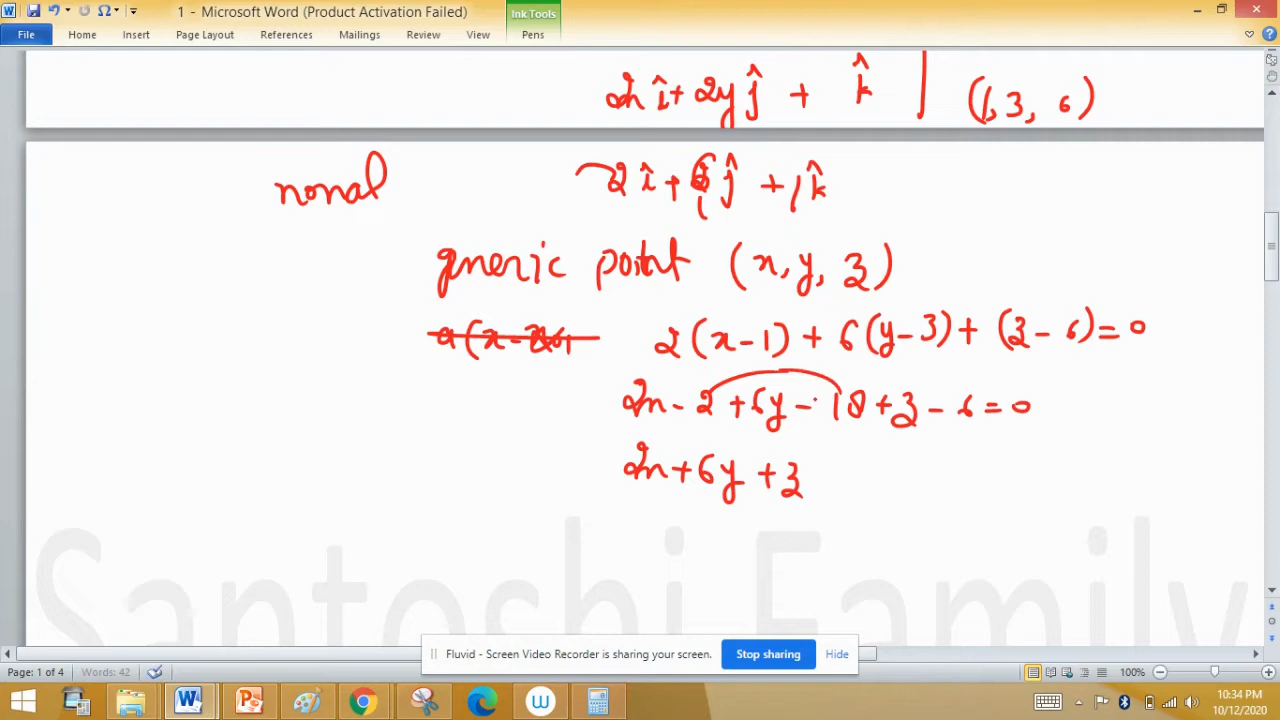 1 - Microsoft Word (Product Activation Failed)
Ink Tools
File Home Insert Page Layout References Mailings Review View Pens
2x î + 2y ĵ + k̂ | (1, 3, 6)
nonal 2 î + 6 ĵ + 1 k̂
generic point (x, y, z)
2(x-1) + 6(y-3) + (z-6) = 0
2x - 2 + 6y - 18 + z - 6 = 0
2x + 6y + z
Santoshi Family
Fluvid - Screen Video Recorder is sharing your screen. Stop sharing Hide
Page: 1 of 4 Words: 42 100%
10:34 PM
10/12/2020